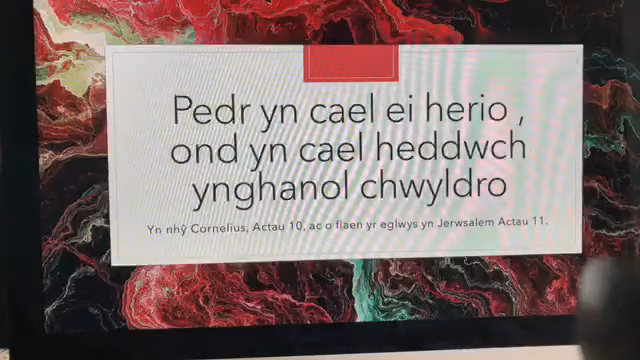 Pedr yn cael ei herio ,
ond yn cael heddwch
ynghanol chwyldro
Yn nhŷ Cornelius, Actau 10, ac o flaen yr eglwys yn Jerwsalem Actau 11.